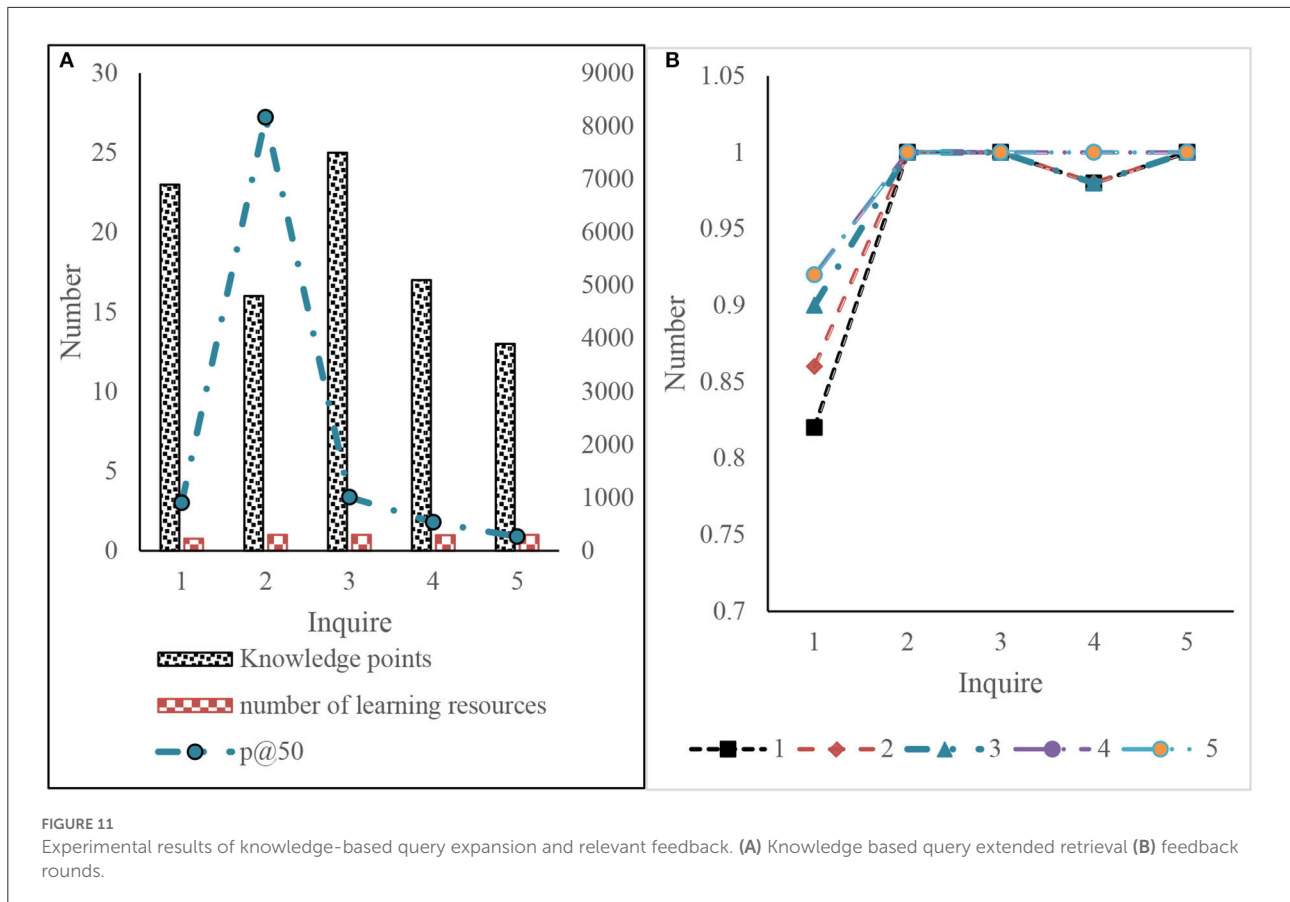 A
30
25
20
15
10
5
0
Number
9000
8000
7000
6000
5000
4000
3000
2000
1000
0
1 2 3 4 5
Inquire
Knowledge points
number of learning resources
p@50
B
1.05
1
0.95
0.9
0.85
0.8
0.75
0.7
Number
1 2 3 4 5
Inquire
1 2 3 4 5
FIGURE 11
Experimental results of knowledge-based query expansion and relevant feedback. (A) Knowledge based query extended retrieval (B) feedback
rounds.